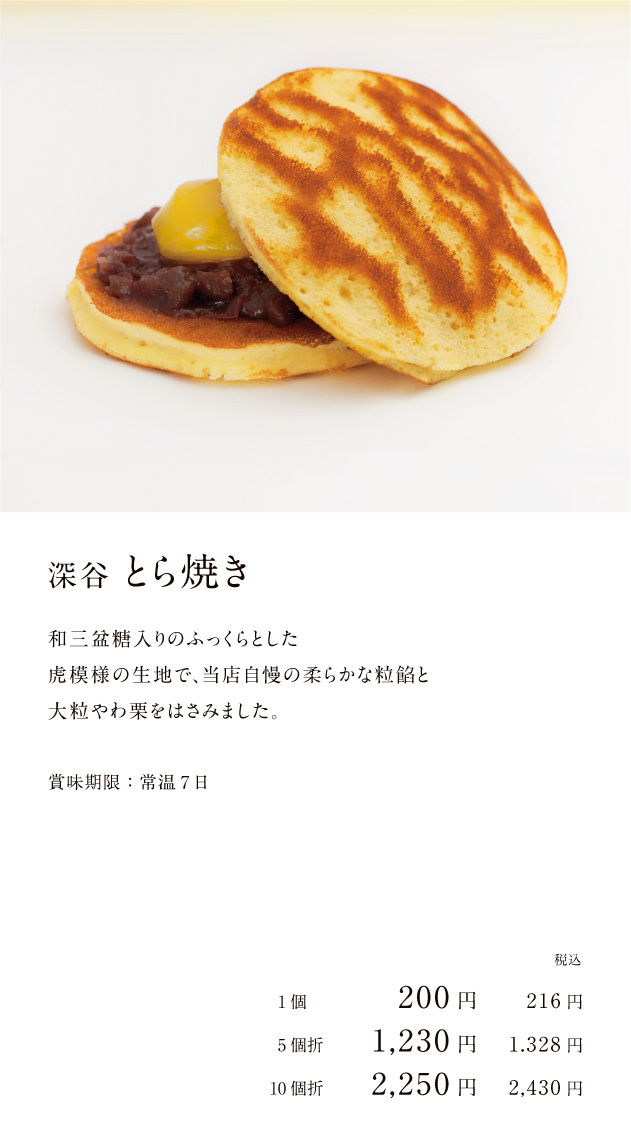 深谷 とら焼き
和三盆糖入りのふっくらとした
虎模様の生地で、当店自慢の柔らかな粒餡と
大粒やわ栗をはさみました。
賞味期限：常温7日
税込
1個 200円 216円
5個折 1,230円 1.328円
10個折 2,250円 2,430円